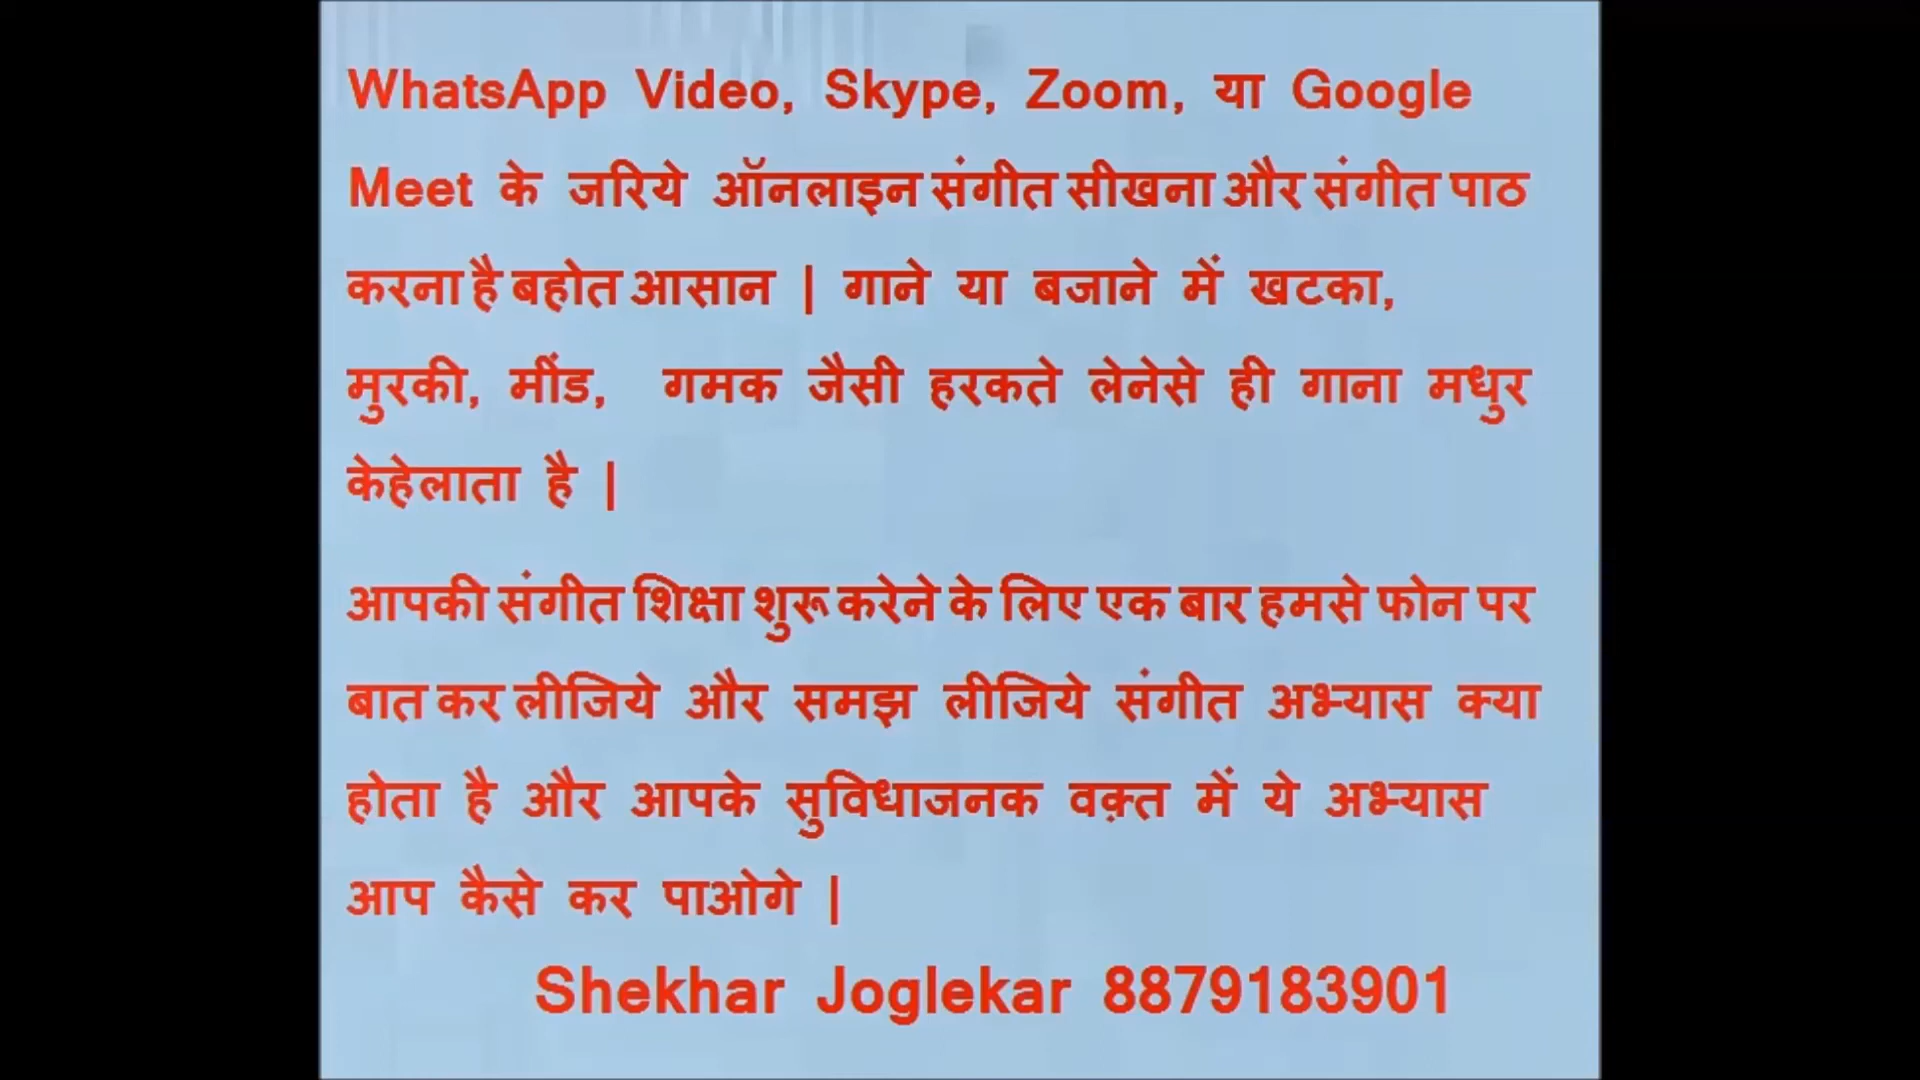 WhatsApp Video, Skype, Zoom, या Google
Meet के जरिये ऑनलाइन संगीत सीखना और संगीत पाठ
करना है बहोत आसान | गाने या बजाने में खटका,
मुरकी, मींड, गमक जैसी हरकते लेनेसे ही गाना मधुर
केहेलाता है |
आपकी संगीत शिक्षा शुरू करेने के लिए एक बार हमसे फोन पर
बात कर लीजिये और समझ लीजिये संगीत अभ्यास क्या
होता है और आपके सुविधाजनक वक़्त में ये अभ्यास
आप कैसे कर पाओगे |
Shekhar Joglekar 8879183901